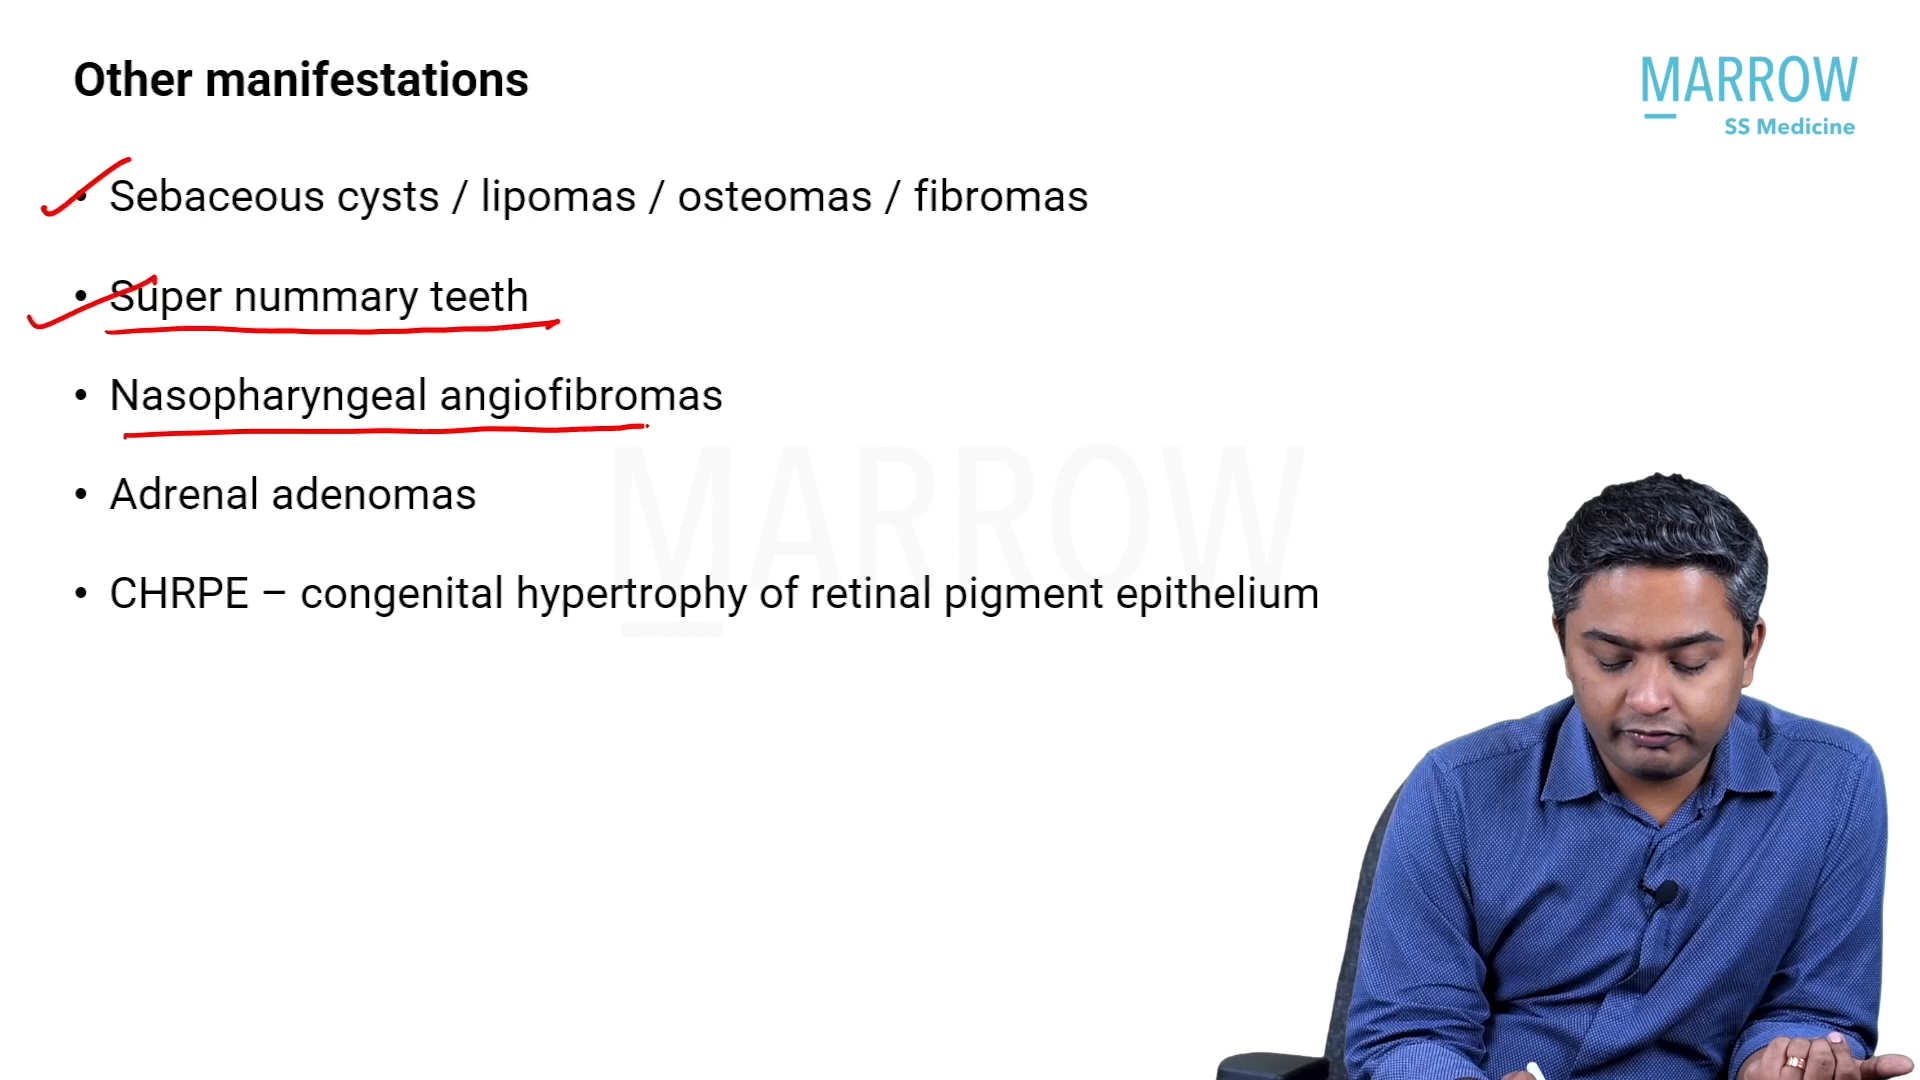 Other manifestations
MARROW
SS Medicine
• Sebaceous cysts / lipomas / osteomas / fibromas
• Super nummary teeth
• Nasopharyngeal angiofibromas
• Adrenal adenomas
• CHRPE – congenital hypertrophy of retinal pigment epithelium
MARROW